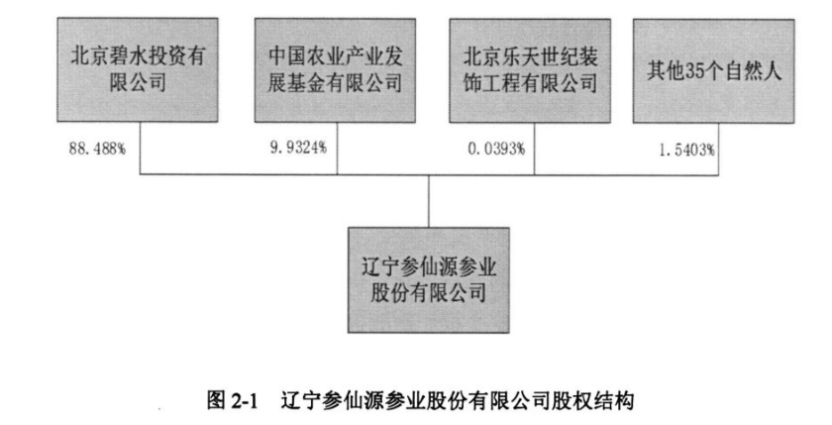 北京碧水投资有
限公司
中国农业产业发
展基金有限公司
北京乐天世纪装
饰工程有限公司
其他35个自然人
88.488%
9.9324%
0.0393%
1.5403%
辽宁参仙源参业
股份有限公司
图 2-1 辽宁参仙源参业股份有限公司股权结构